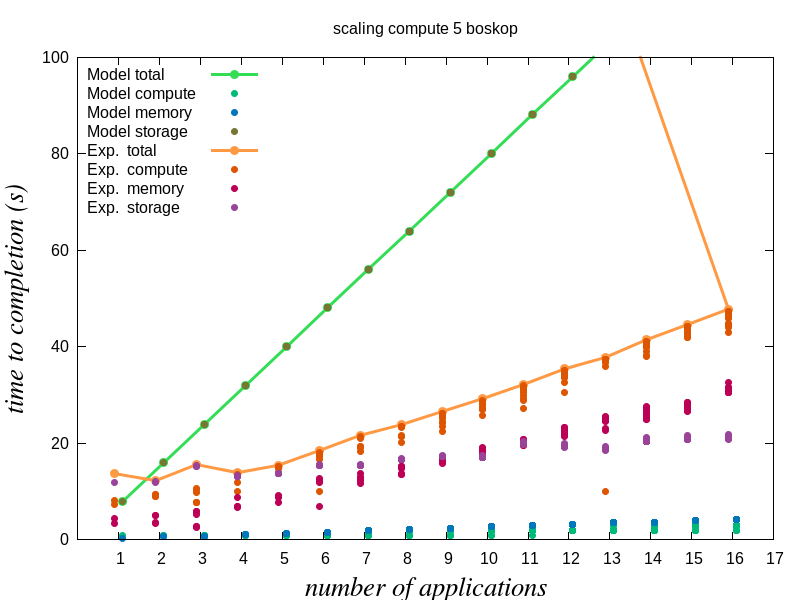 scaling compute 5 boskop
100
80
60
40
20
0
time to completion (s)
Model total
Model compute
Model memory
Model storage
Exp. total
Exp. compute
Exp. memory
Exp. storage
1 2 3 4 5 6 7 8 9 10 11 12 13 14 15 16 17
number of applications